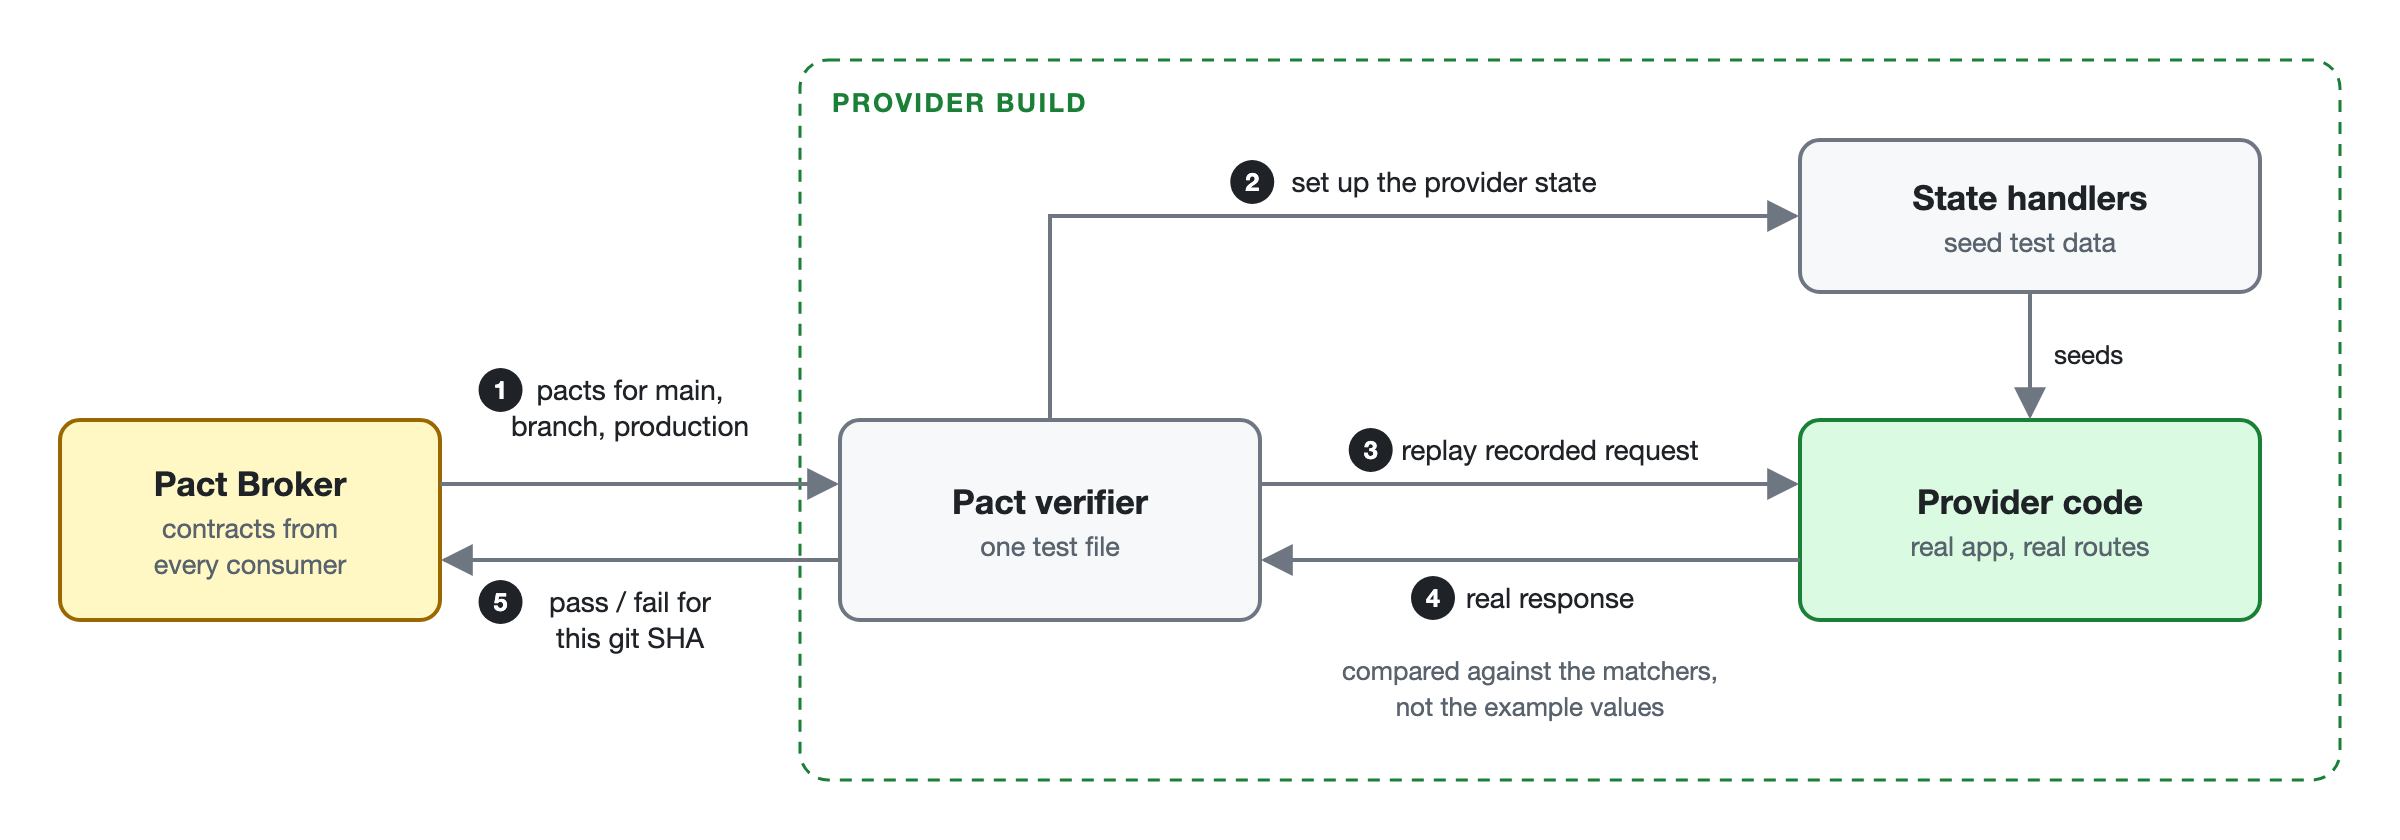 PROVIDER BUILD
2 set up the provider state
State handlers
seed test data
seeds
1 pacts for main,
branch, production
Pact Broker
contracts from
every consumer
Pact verifier
one test file
3 replay recorded request
Provider code
real app, real routes
4 real response
compared against the matchers,
not the example values
5 pass / fail for
this git SHA